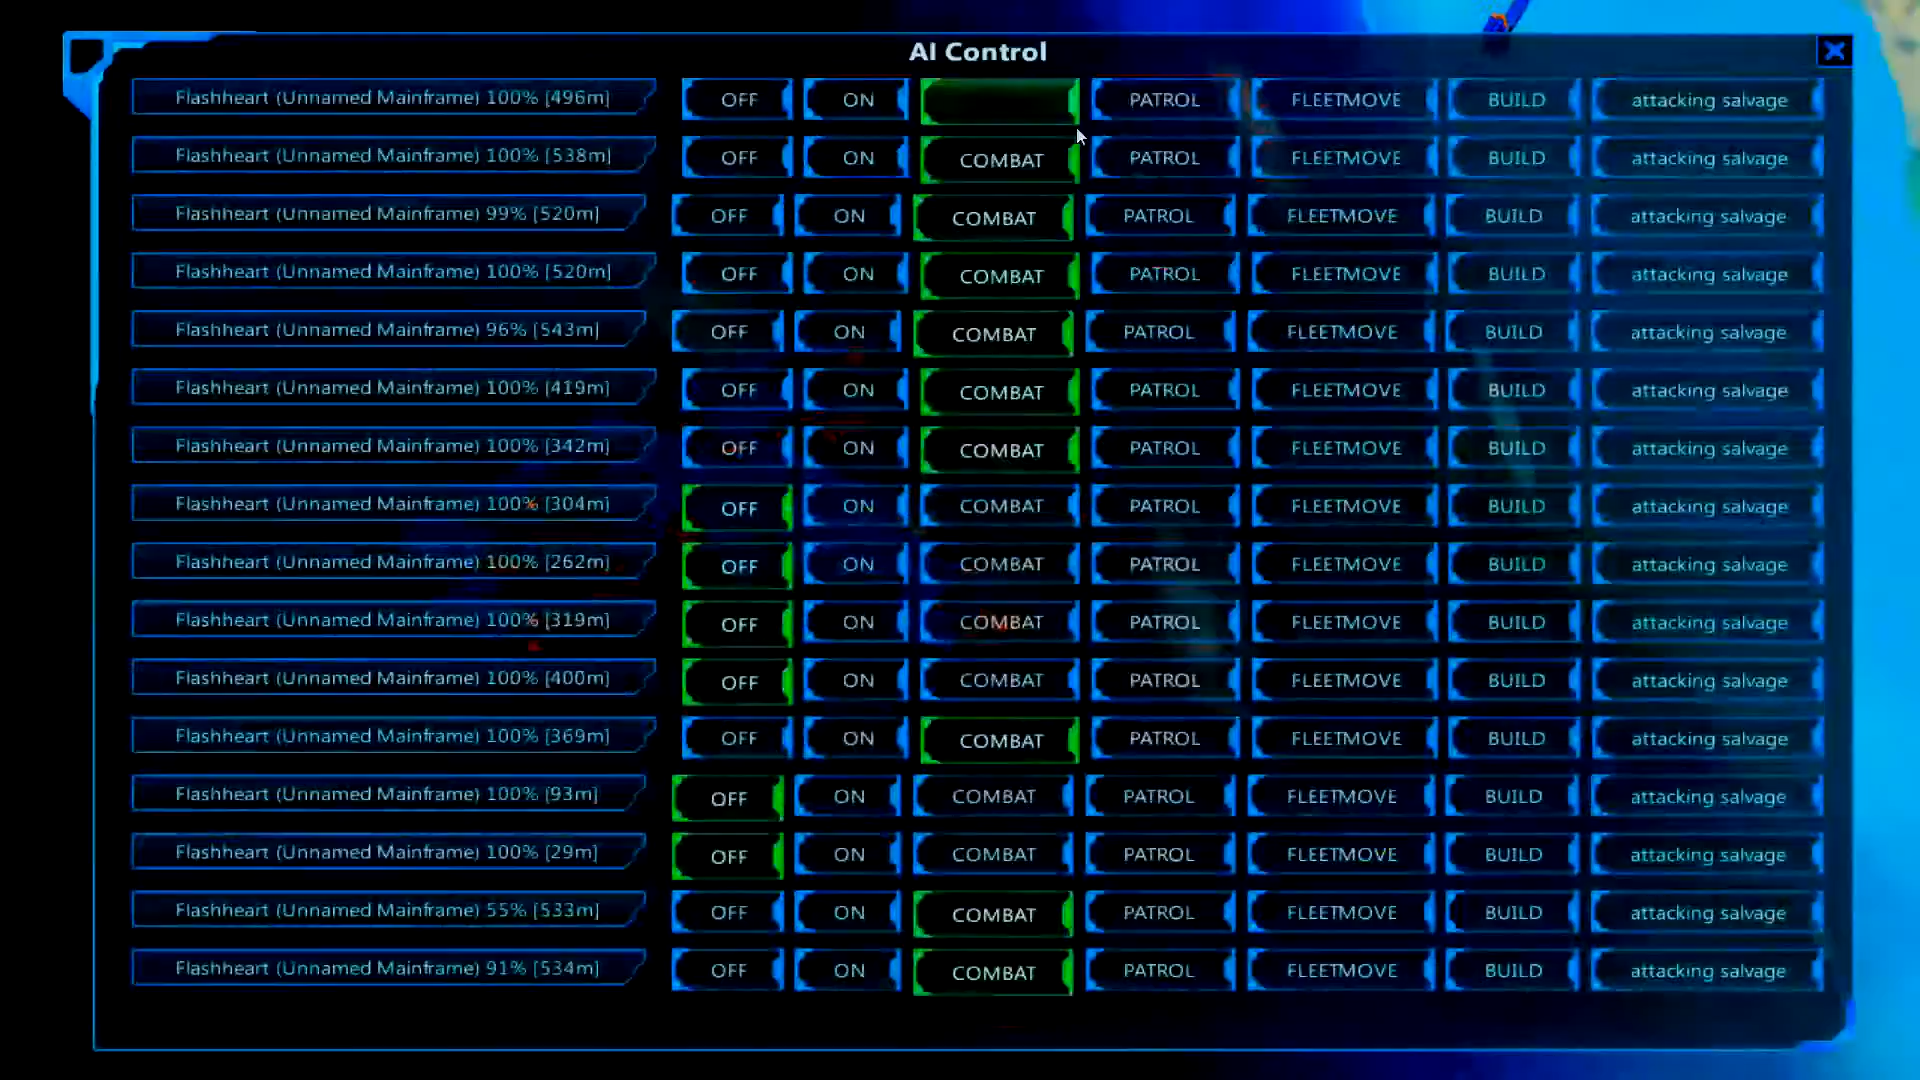 AI Control
Flashheart (Unnamed Mainframe) 100% [496m] OFF ON PATROL FLEETMOVE BUILD attacking salvage
Flashheart (Unnamed Mainframe) 100% [538m] OFF ON COMBAT PATROL FLEETMOVE BUILD attacking salvage
Flashheart (Unnamed Mainframe) 99% [520m] OFF ON COMBAT PATROL FLEETMOVE BUILD attacking salvage
Flashheart (Unnamed Mainframe) 100% [520m] OFF ON COMBAT PATROL FLEETMOVE BUILD attacking salvage
Flashheart (Unnamed Mainframe) 96% [543m] OFF ON COMBAT PATROL FLEETMOVE BUILD attacking salvage
Flashheart (Unnamed Mainframe) 100% [419m] OFF ON COMBAT PATROL FLEETMOVE BUILD attacking salvage
Flashheart (Unnamed Mainframe) 100% [342m] OFF ON COMBAT PATROL FLEETMOVE BUILD attacking salvage
Flashheart (Unnamed Mainframe) 100% [304m] OFF ON COMBAT PATROL FLEETMOVE BUILD attacking salvage
Flashheart (Unnamed Mainframe) 100% [262m] OFF ON COMBAT PATROL FLEETMOVE BUILD attacking salvage
Flashheart (Unnamed Mainframe) 100% [319m] OFF ON COMBAT PATROL FLEETMOVE BUILD attacking salvage
Flashheart (Unnamed Mainframe) 100% [400m] OFF ON COMBAT PATROL FLEETMOVE BUILD attacking salvage
Flashheart (Unnamed Mainframe) 100% [369m] OFF ON COMBAT PATROL FLEETMOVE BUILD attacking salvage
Flashheart (Unnamed Mainframe) 100% [93m] OFF ON COMBAT PATROL FLEETMOVE BUILD attacking salvage
Flashheart (Unnamed Mainframe) 100% [29m] OFF ON COMBAT PATROL FLEETMOVE BUILD attacking salvage
Flashheart (Unnamed Mainframe) 55% [533m] OFF ON COMBAT PATROL FLEETMOVE BUILD attacking salvage
Flashheart (Unnamed Mainframe) 91% [534m] OFF ON COMBAT PATROL FLEETMOVE BUILD attacking salvage